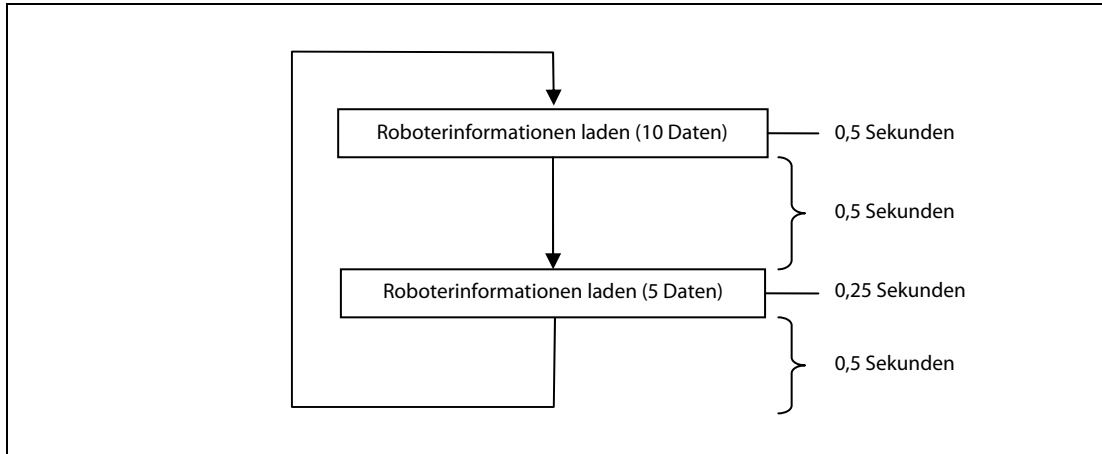 Roboterinformationen laden (10 Daten)
0,5 Sekunden
0,5 Sekunden
Roboterinformationen laden (5 Daten)
0,25 Sekunden
0,5 Sekunden